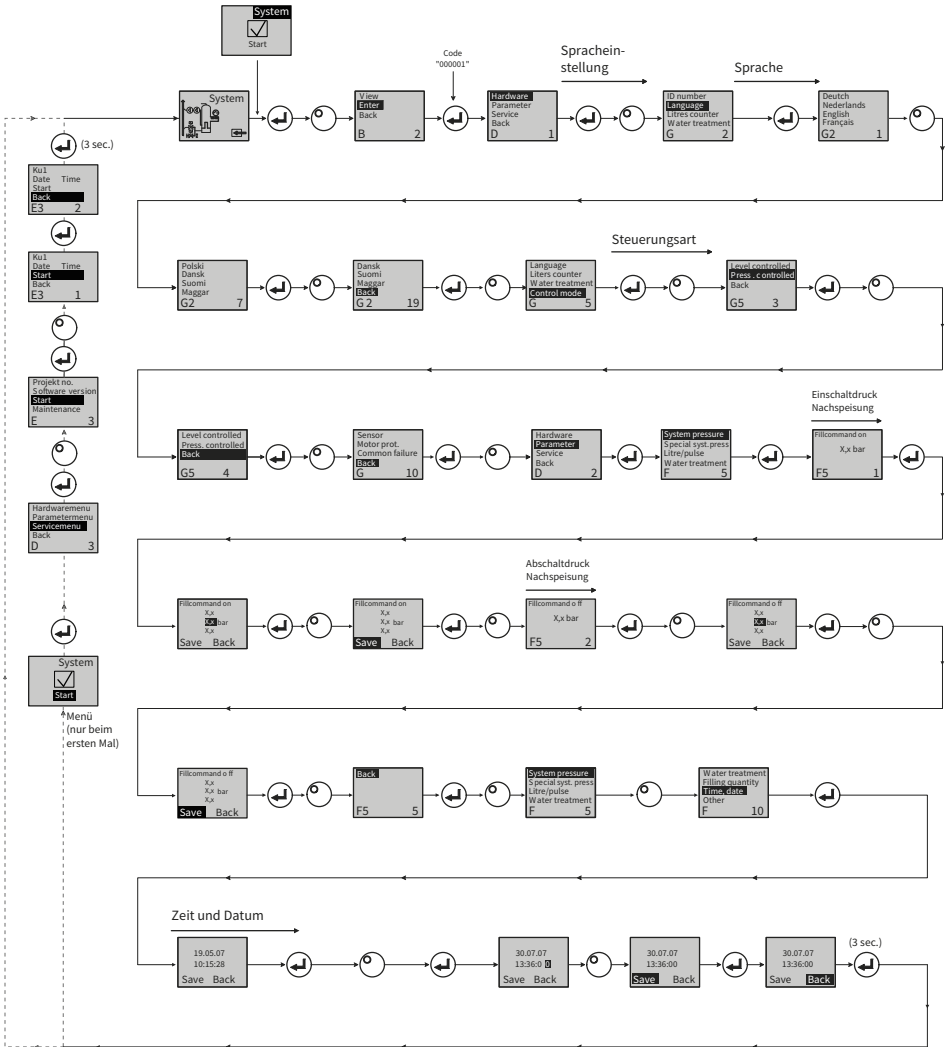 System
Start
Code
"000001"
Spracheinstellung
Sprachein-
stellung
Sprache
System
View
Enter
Back
B 2
Hardware
Parameter
Service
Back
D 1
ID number
Language
Litres counter
Water treatment
G 2
Deutch
Nederlands
English
Français
G2 1
(3 sec.)
Ku1
Date Time
Start
Back
E3 2
Ku1
Date Time
Start
Back
E3 1
Projekt no.
Software version
Start
Maintenance
E 3
Hardwaremenu
Parametermenu
Servicemenu
Back
D 3
System
Start
Menü
(nur beim
ersten Mal)
Steuerungsart
Polski
Dansk
Suomi
Maggar
G2 7
Dansk
Suomi
Maggar
Back
G 2 19
Language
Liters counter
Water treatment
Control mode
G 5
Level controlled
Press . controlled
Back
G5 3
Einschaltdruck
Nachspeisung
Level controlled
Press. controlled
Back
G5 4
Sensor
Motor prot.
Common failure
Back
G 10
Hardware
Parameter
Service
Back
D 2
System pressure
Special syst.press
Litre/pulse
Water treatment
F 5
Fillcommand on
X,x bar
F5 1
Abschaltdruck
Nachspeisung
Fillcommand on
X,x
X,x bar
X,x
Save Back
Fillcommand on
X,x
X,x bar
X,x
Save Back
Fillcommand o ff
X,x bar
F5 2
Fillcommand o ff
X,x
X,x bar
X,x
Save Back
Fillcommand o ff
X,x
X,x bar
X,x
Save Back
Back
F5 5
System pressure
Special syst. press
Litre/pulse
Water treatment
F 5
Water treatment
Filling quantity
Time, date
Other
F 10
Zeit und Datum
19.05.07
10:15:28
Save Back
30.07.07
13:36:0 0
Save Back
30.07.07
13:36:00
Save Back
30.07.07
13:36:00
Save Back
(3 sec.)